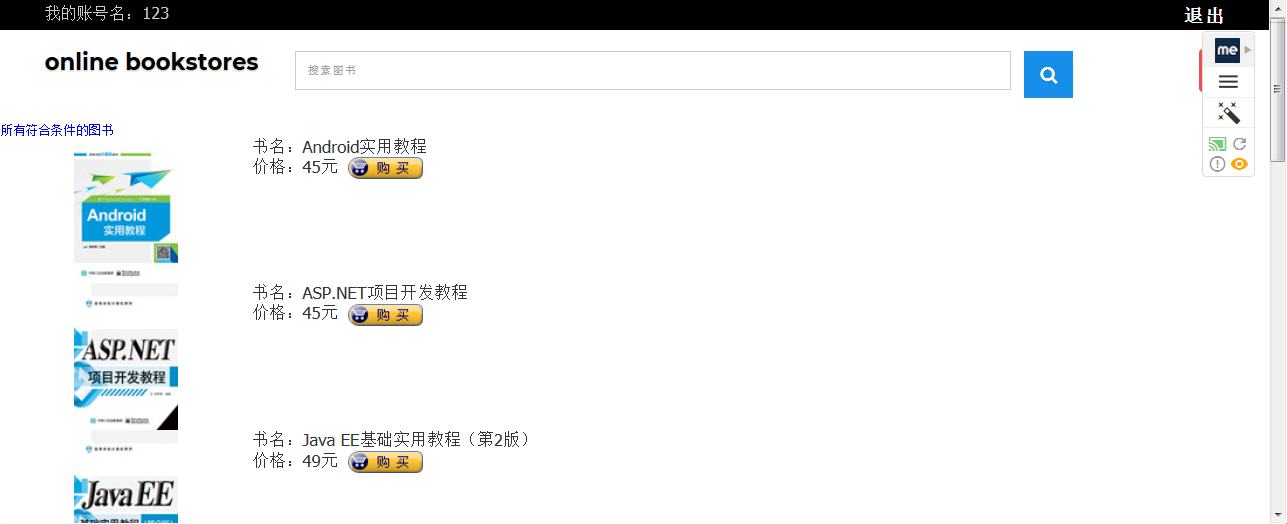 我的账号名：123
退出
online bookstores
搜索图书
me
所有符合条件的图书
书名：Android实用教程
价格：45元 购 买
Android
实用教程
书名：ASP.NET项目开发教程
价格：45元 购 买
ASP.NET
项目开发教程
书名：Java EE基础实用教程（第2版）
价格：49元 购 买
Java EE